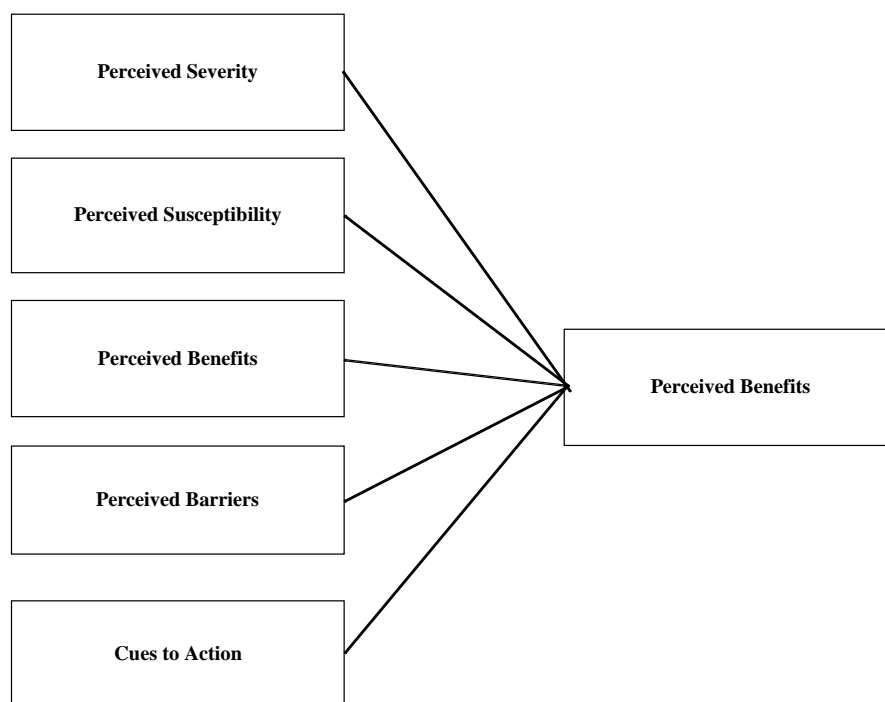 Perceived Severity
Perceived Susceptibility
Perceived Benefits
Perceived Benefits
Perceived Barriers
Cues to Action